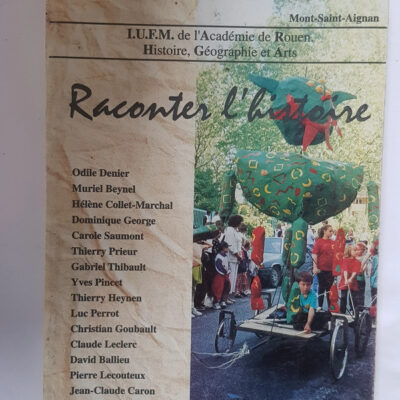 Mont-Saint-Aignan
I.U.F.M. de l'Académie de Rouen
Histoire, Géographie et Arts
Raconter l'histoire
Odile Denier
Muriel Beynel
Hélène Collet-Marchal
Dominique George
Carole Saumont
Thierry Prieur
Gabriel Thibault
Yves Pincet
Thierry Heynen
Luc Perrot
Christian Goubault
Claude Leclerc
David Ballieu
Pierre Lecouteux
Jean-Claude Caron